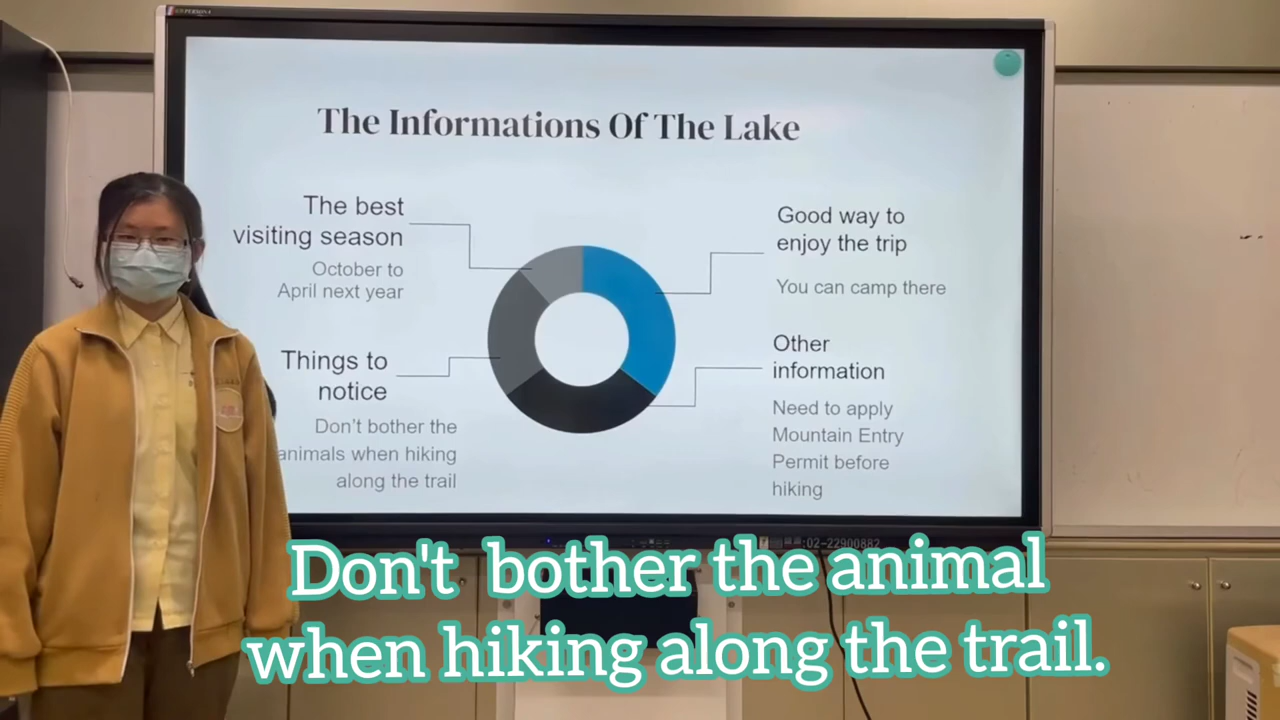 The Informations Of The Lake
The best
visiting season
October to
April next year
Good way to
enjoy the trip
You can camp there
Things to
notice
Don't bother the
animals when hiking
along the trail
Other
information
Need to apply
Mountain Entry
Permit before
hiking
:02-22900882
Don't bother the animal
when hiking along the trail.